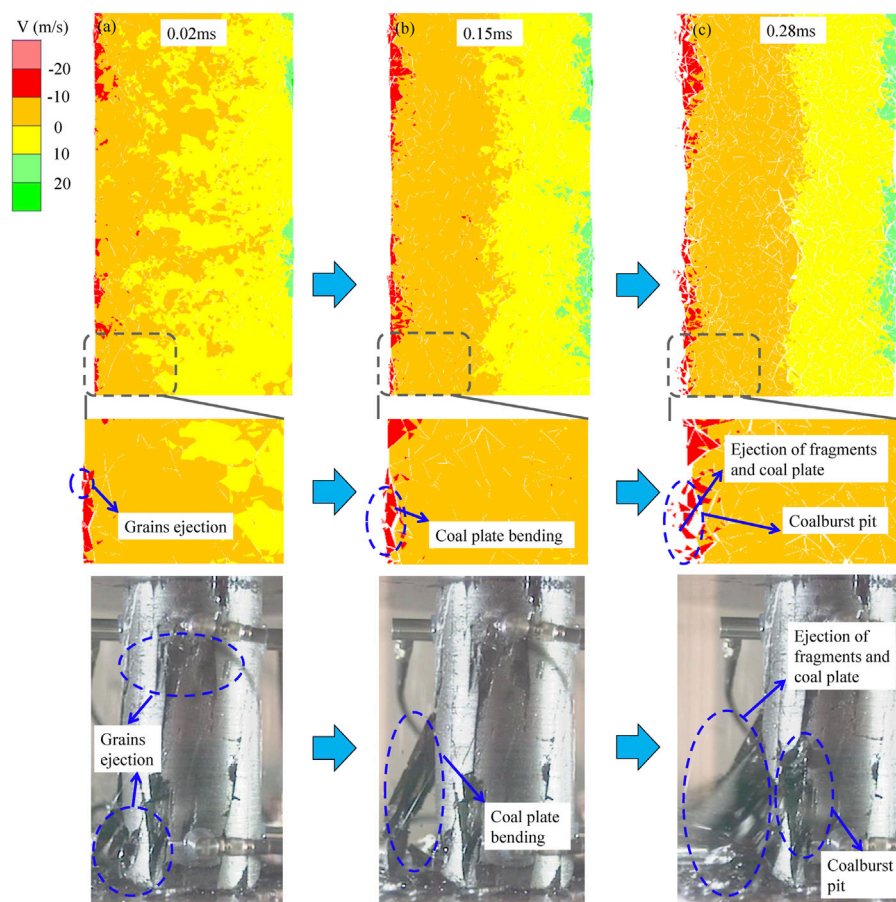 V (m/s)
-20
-10
0
10
20
(a)
0.02ms
(b)
0.15ms
(c)
0.28ms
Grains ejection
Coal plate bending
Ejection of fragments
and coal plate
Coalburst pit
Grains
ejection
Coal plate
bending
Ejection of
fragments and
coal plate
Coalburst
pit